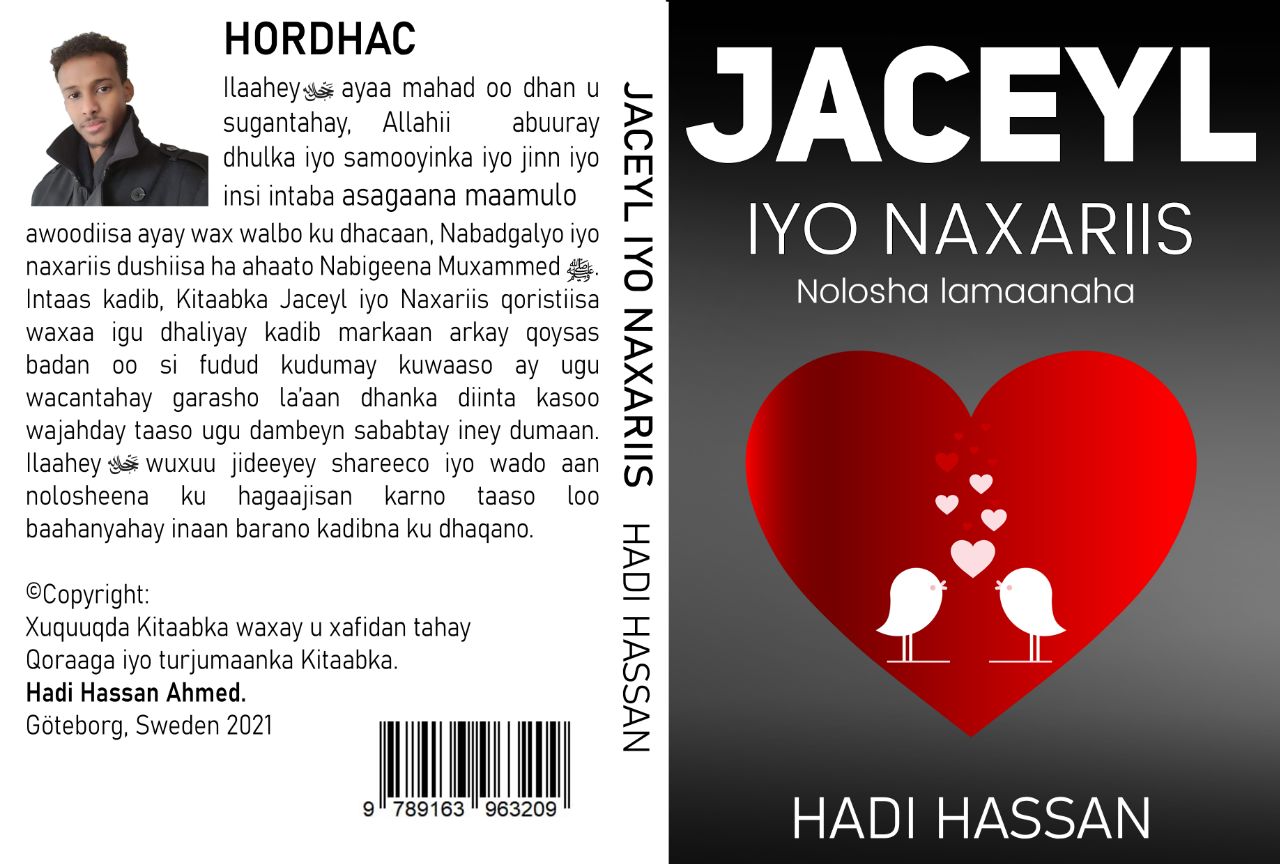 HORDHAC
Ilaaheyﷻ ayaa mahad oo dhan u
sugantahay, Allahii abuuray
dhulka iyo samooyinka iyo jinn iyo
insi intaba asagaana maamulo
awoodiisa ayay wax walbo ku dhacaan, Nabadgalyo iyo
naxariis dushiisa ha ahaato Nabigeena Muxammed ﷺ.
Intaas kadib, Kitaabka Jaceyl iyo Naxariis qoristiisa
waxaa igu dhaliyay kadib markaan arkay qoysas
badan oo si fudud kudumay kuwaaso ay ugu
wacantahay garasho la’aan dhanka diinta kasoo
wajahday taaso ugu dambeyn sababtay iney dumaan.
Ilaahey ﷻ wuxuu jideeyey shareeco iyo wado aan
nolosheena ku hagaajisan karno taaso loo
baahanyahay inaan barano kadibna ku dhaqano.
©Copyright:
Xuquuqda Kitaabka waxay u xafidan tahay
Qoraaga iyo turjumaanka Kitaabka.
Hadi Hassan Ahmed.
Göteborg, Sweden 2021
9 789163 963209
JACEYL IYO NAXARIIS HADI HASSAN
JACEYL
IYO NAXARIIS
Nolosha lamaanaha
HADI HASSAN